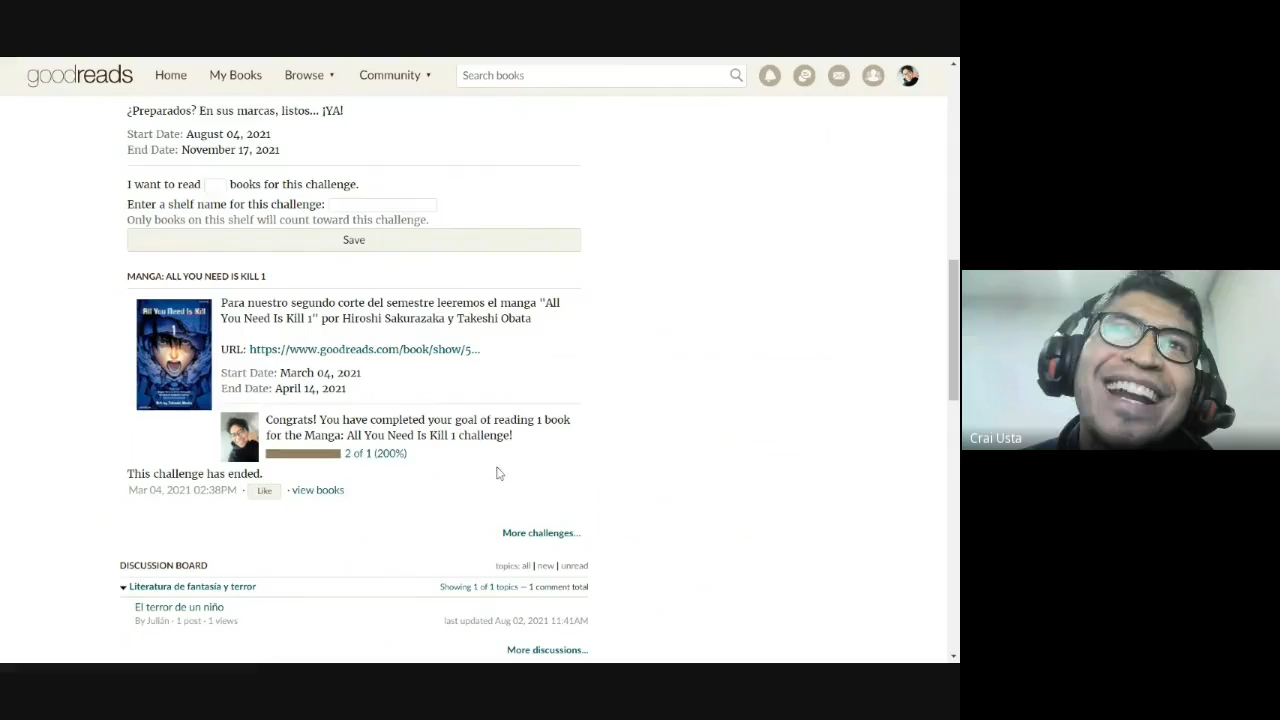 goodreads Home My Books Browse ▾ Community ▾ Search books
¿Preparados? En sus marcas, listos... ¡YA!
Start Date: August 04, 2021
End Date: November 17, 2021
I want to read books for this challenge.
Enter a shelf name for this challenge:
Only books on this shelf will count toward this challenge.
Save
MANGA: ALL YOU NEED IS KILL 1
All You Need Is Kill
1
Para nuestro segundo corte del semestre leeremos el manga "All
You Need Is Kill 1" por Hiroshi Sakurazaka y Takeshi Obata
URL: https://www.goodreads.com/book/show/5...
Start Date: March 04, 2021
End Date: April 14, 2021
Congrats! You have completed your goal of reading 1 book
for the Manga: All You Need Is Kill 1 challenge!
2 of 1 (200%)
This challenge has ended.
Mar 04, 2021 02:38PM · Like · view books
More challenges...
DISCUSSION BOARD topics: all | new | unread
Literatura de fantasía y terror Showing 1 of 1 topics — 1 comment total
El terror de un niño
By Julián · 1 post · 1 views last updated Aug 02, 2021 11:41AM
More discussions...
Crai Usta